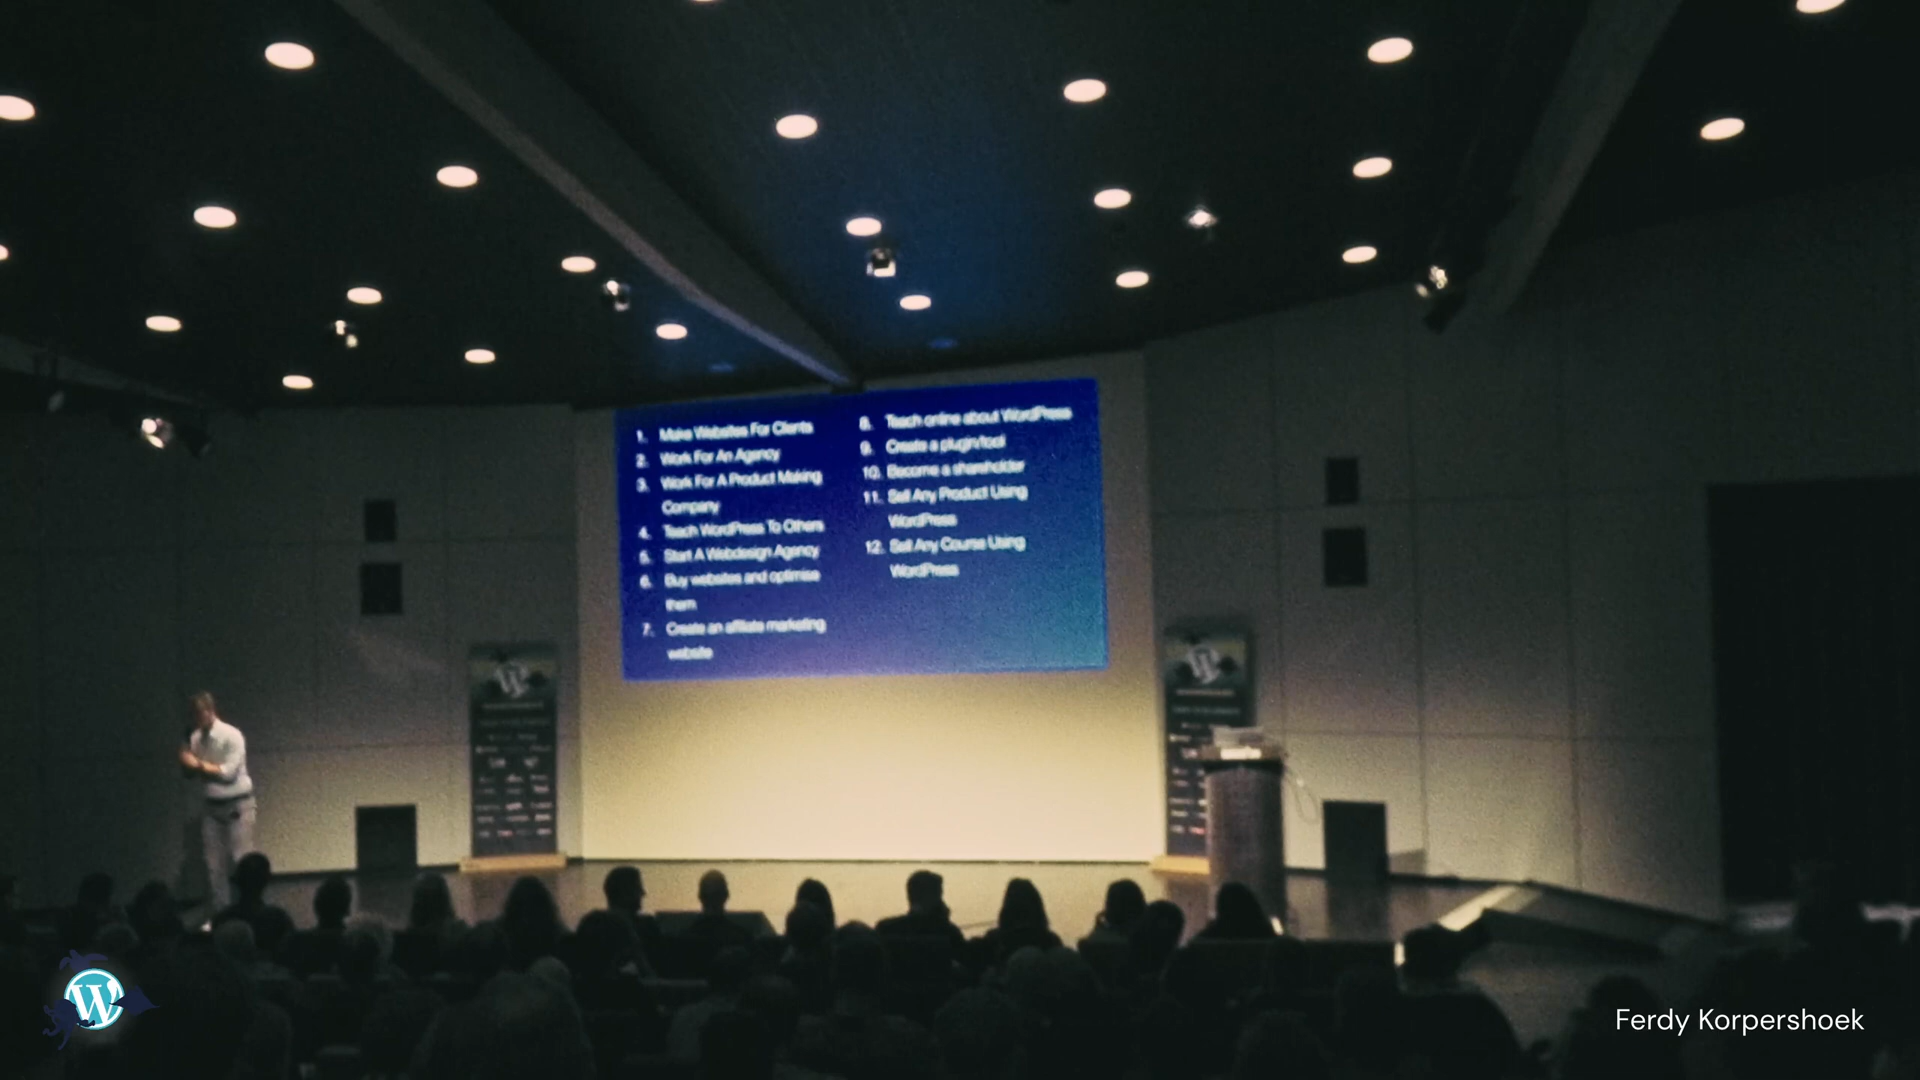 1. Make Websites For Clients
2. Work For An Agency
3. Work For A Product Making
Company
4. Teach WordPress To Others
5. Start A Webdesign Agency
6. Buy websites and optimise
them
7. Create an affiliate marketing
website
8. Teach online about WordPress
9. Create a plugin/tool
10. Become a shareholder
11. Sell Any Product Using
WordPress
12. Sell Any Course Using
WordPress
Ferdy Korpershoek